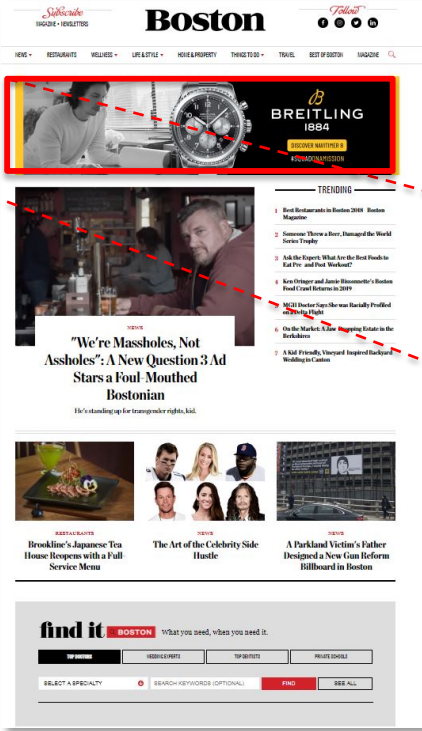 Subscribe
MAGAZINE • NEWSLETTERS
Boston
Follow
NEWS
RESTAURANTS
WELLNESS
LIFE & STYLE
HOME & PROPERTY
THINGS TO DO
TRAVEL
BEST OF BOSTON
MAGAZINE
BREITLING
1884
DISCOVER NAVITIMER 8
#SQUADONAMISSION
TRENDING
1 Best Restaurants in Boston 2018 Boston
Magazine
2 Someone Threw a Beer, Damaged the World
Series Trophy
3 Ask the Expert: What Are the Best Foods to
Eat Pre- and Post-Workout?
4 Ken Oringer and Jamie Bissonnette's Boston
Food Crawl Returns in 2019
5 MGH Doctor Says She was Racially Profiled
on a Delta Flight
6 On the Market: A Jaw-Dropping Estate in the
Berkshires
7 A Kid-Friendly, Vineyard-Inspired Backyard
Wedding in Canton
NEWS
"We're Massholes, Not
Assholes": A New Question 3 Ad
Stars a Foul-Mouthed
Bostonian
He's standing up for transgender rights, kid.
RESTAURANTS
Brookline's Japanese Tea
House Reopens with a Full-
Service Menu
NEWS
The Art of the Celebrity Side
Hustle
NEWS
A Parkland Victim's Father
Designed a New Gun Reform
Billboard in Boston
find it BOSTON What you need, when you need it.
TOP DOCTORS
WEDDING EXPERTS
TOP DENTISTS
PRIVATE SCHOOLS
SELECT A SPECIALTY
SEARCH KEYWORDS (OPTIONAL)
FIND
SEE ALL